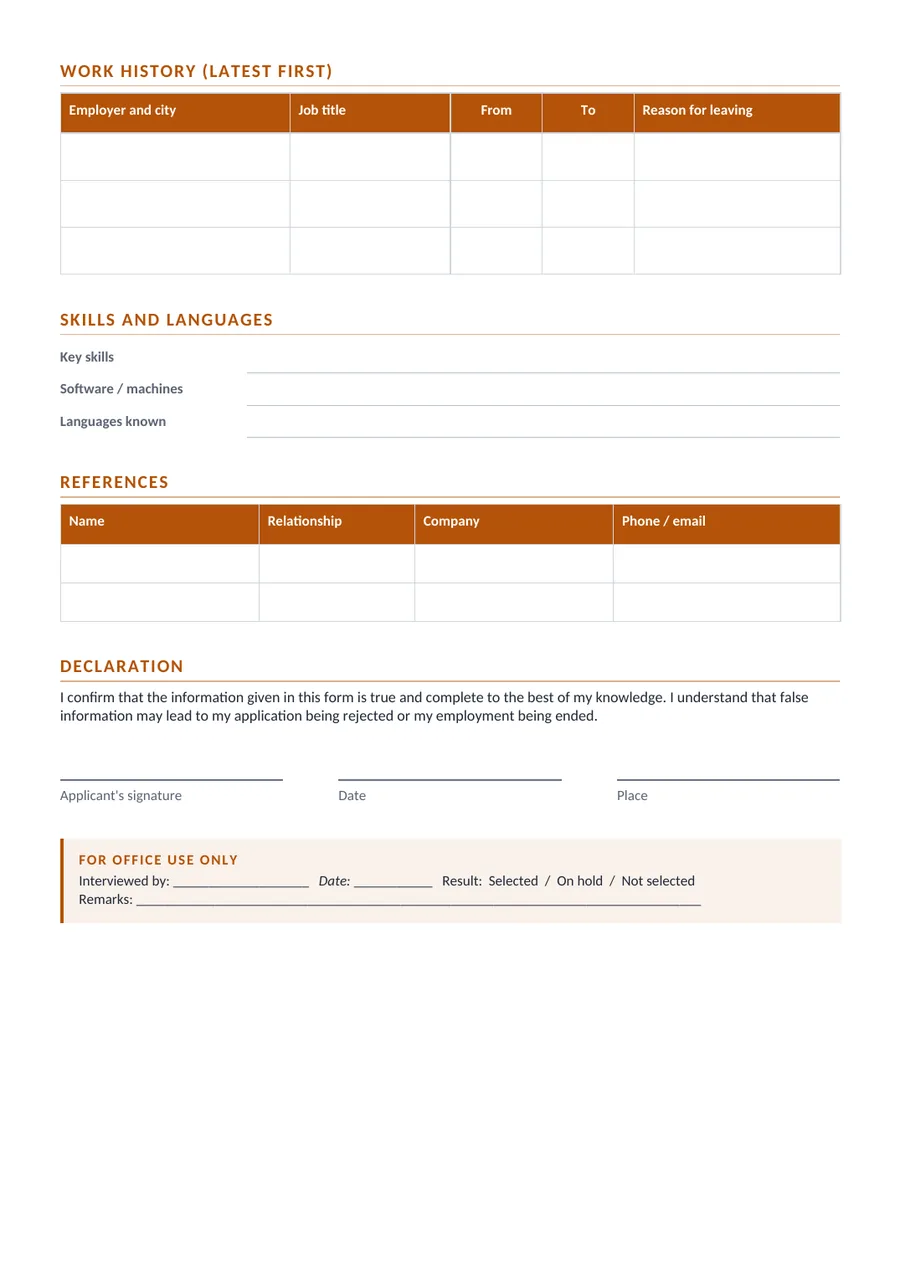 WORK HISTORY (LATEST FIRST)
Employer and city Job title From To Reason for leaving
SKILLS AND LANGUAGES
Key skills
Software / machines
Languages known
REFERENCES
Name Relationship Company Phone / email
DECLARATION
I confirm that the information given in this form is true and complete to the best of my knowledge. I understand that false
information may lead to my application being rejected or my employment being ended.
Applicant's signature Date Place
FOR OFFICE USE ONLY
Interviewed by: ___________________ Date: ___________ Result: Selected / On hold / Not selected
Remarks: _______________________________________________________________________________